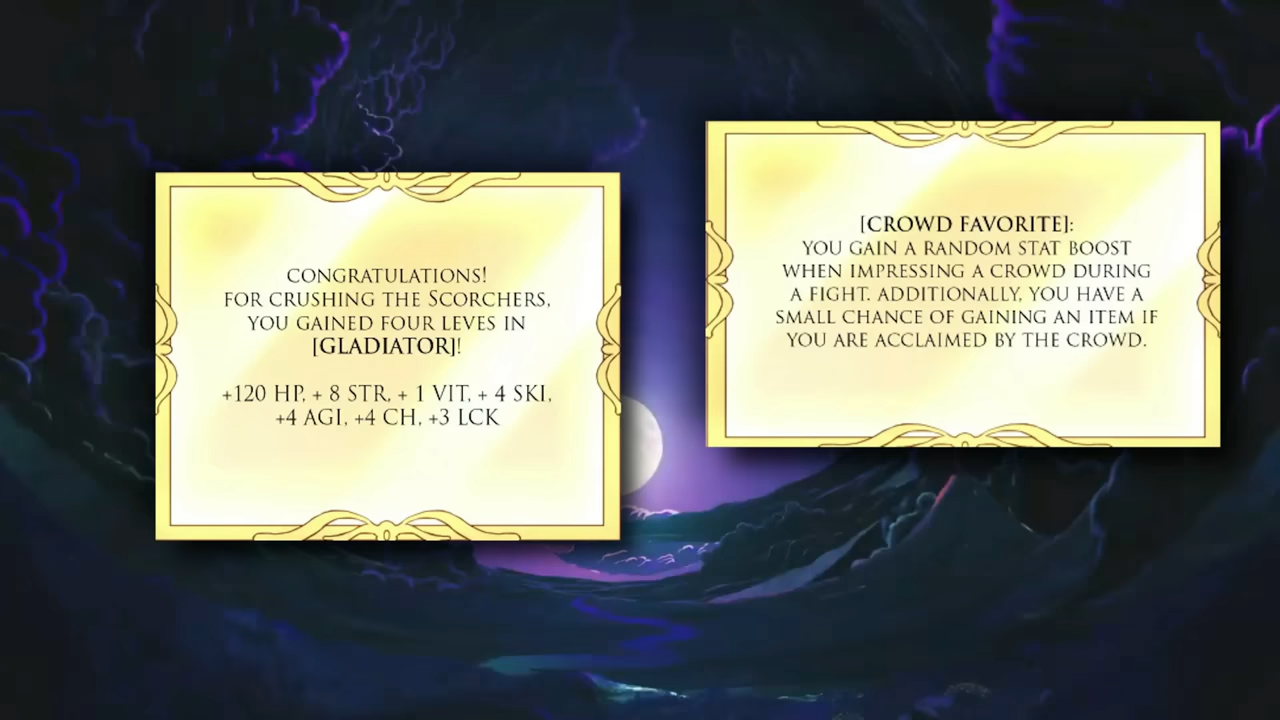 CONGRATULATIONS!
FOR CRUSHING THE SCORCHERS,
YOU GAINED FOUR LEVES IN
[GLADIATOR]!
+120 HP, + 8 STR, + 1 VIT, + 4 SKI,
+4 AGI, +4 CH, +3 LCK
[CROWD FAVORITE]:
YOU GAIN A RANDOM STAT BOOST
WHEN IMPRESSING A CROWD DURING
A FIGHT. ADDITIONALLY, YOU HAVE A
SMALL CHANCE OF GAINING AN ITEM IF
YOU ARE ACCLAIMED BY THE CROWD.